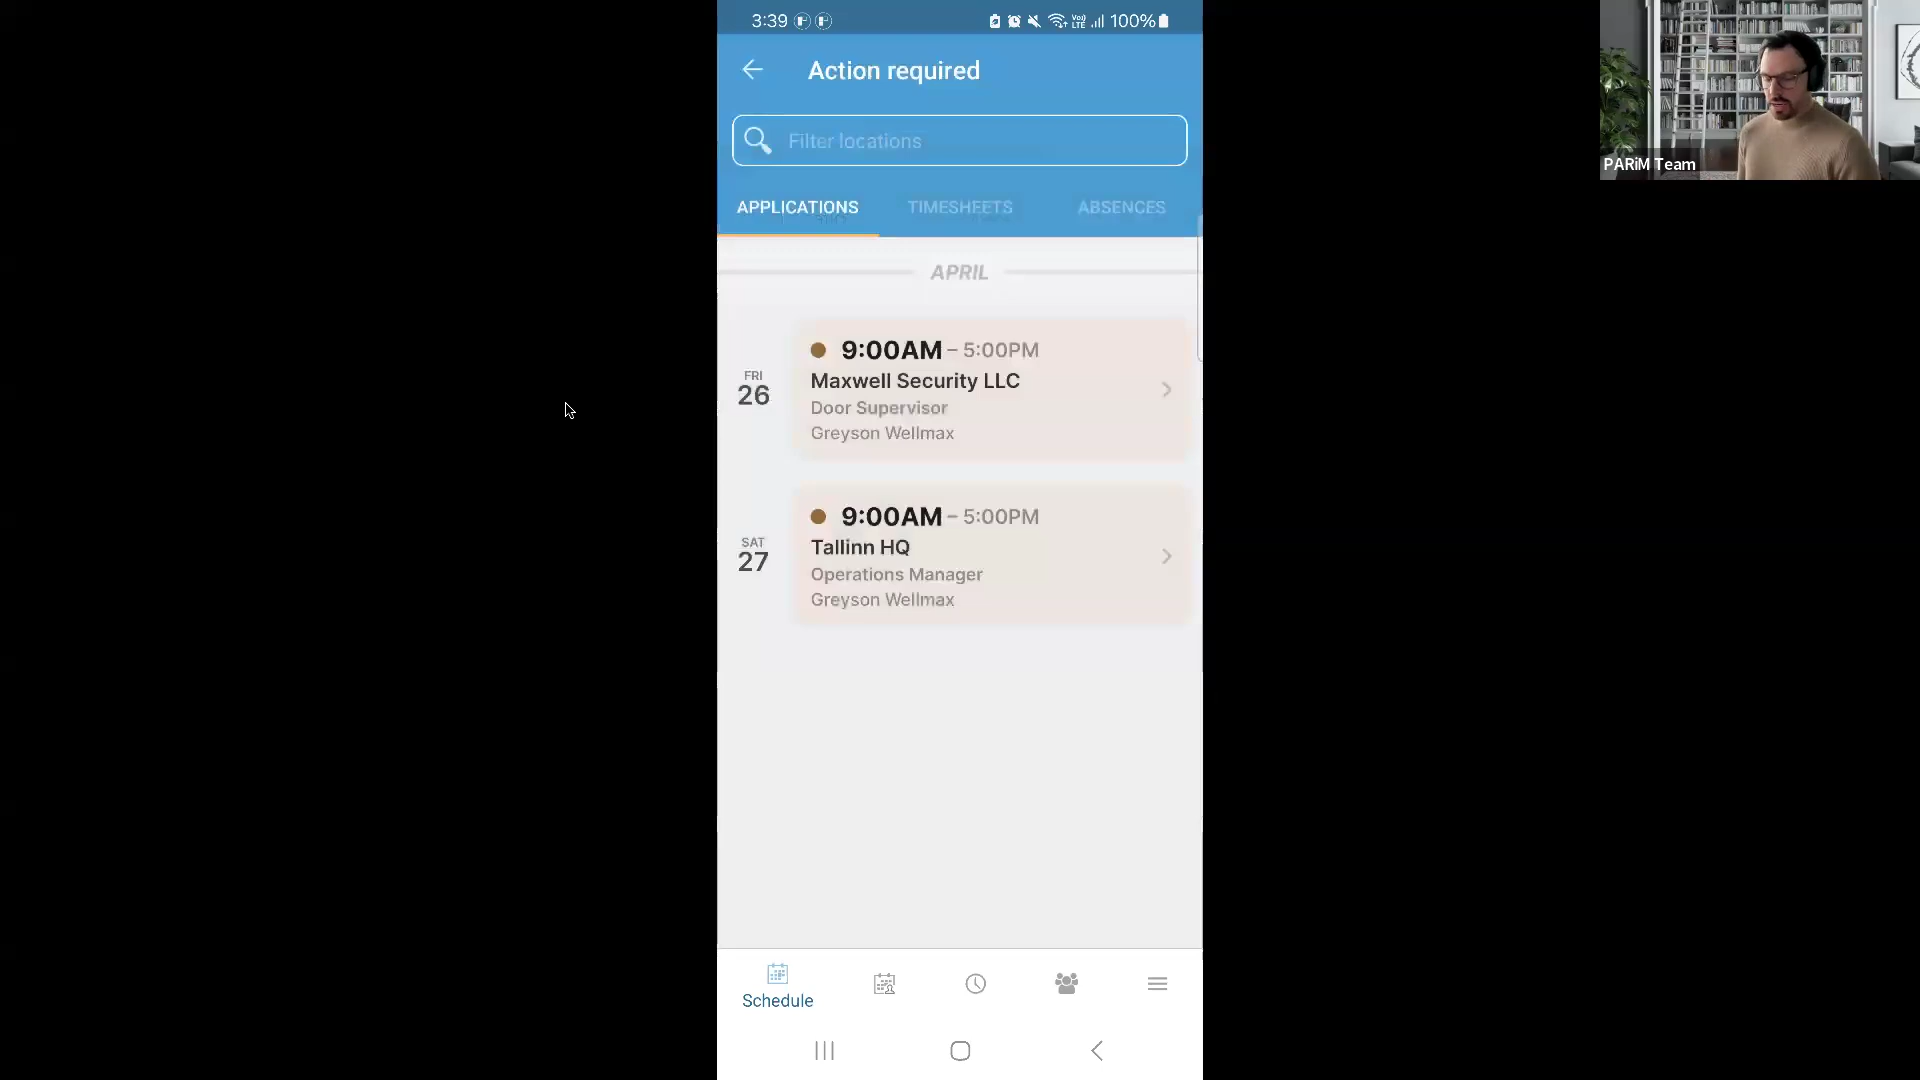 3:39
100%
Action required
Filter locations
APPLICATIONS
TIMESHEETS
ABSENCES
APRIL
FRI
26
9:00AM – 5:00PM
Maxwell Security LLC
Door Supervisor
Greyson Wellmax
SAT
27
9:00AM – 5:00PM
Tallinn HQ
Operations Manager
Greyson Wellmax
Schedule
PARiM Team